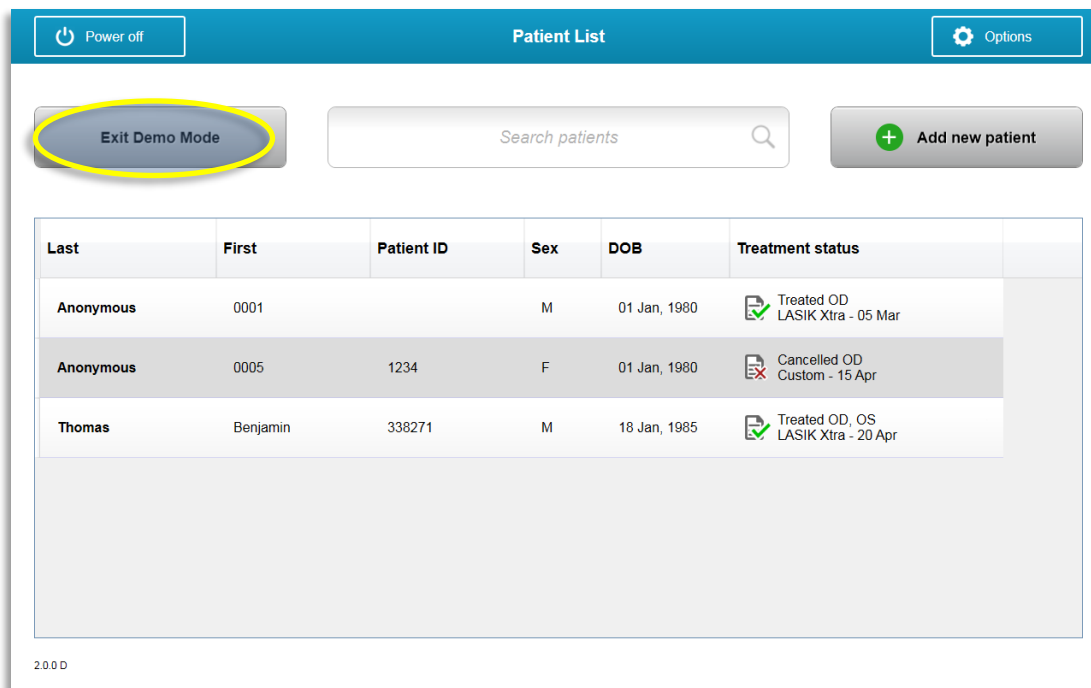 Power off
Patient List
Options
Exit Demo Mode
Search patients
Add new patient
Last First Patient ID Sex DOB Treatment status
Anonymous 0001 M 01 Jan, 1980 Treated OD
LASIK Xtra - 05 Mar
Anonymous 0005 1234 F 01 Jan, 1980 Cancelled OD
Custom - 15 Apr
Thomas Benjamin 338271 M 18 Jan, 1985 Treated OD, OS
LASIK Xtra - 20 Apr
2.0.0 D